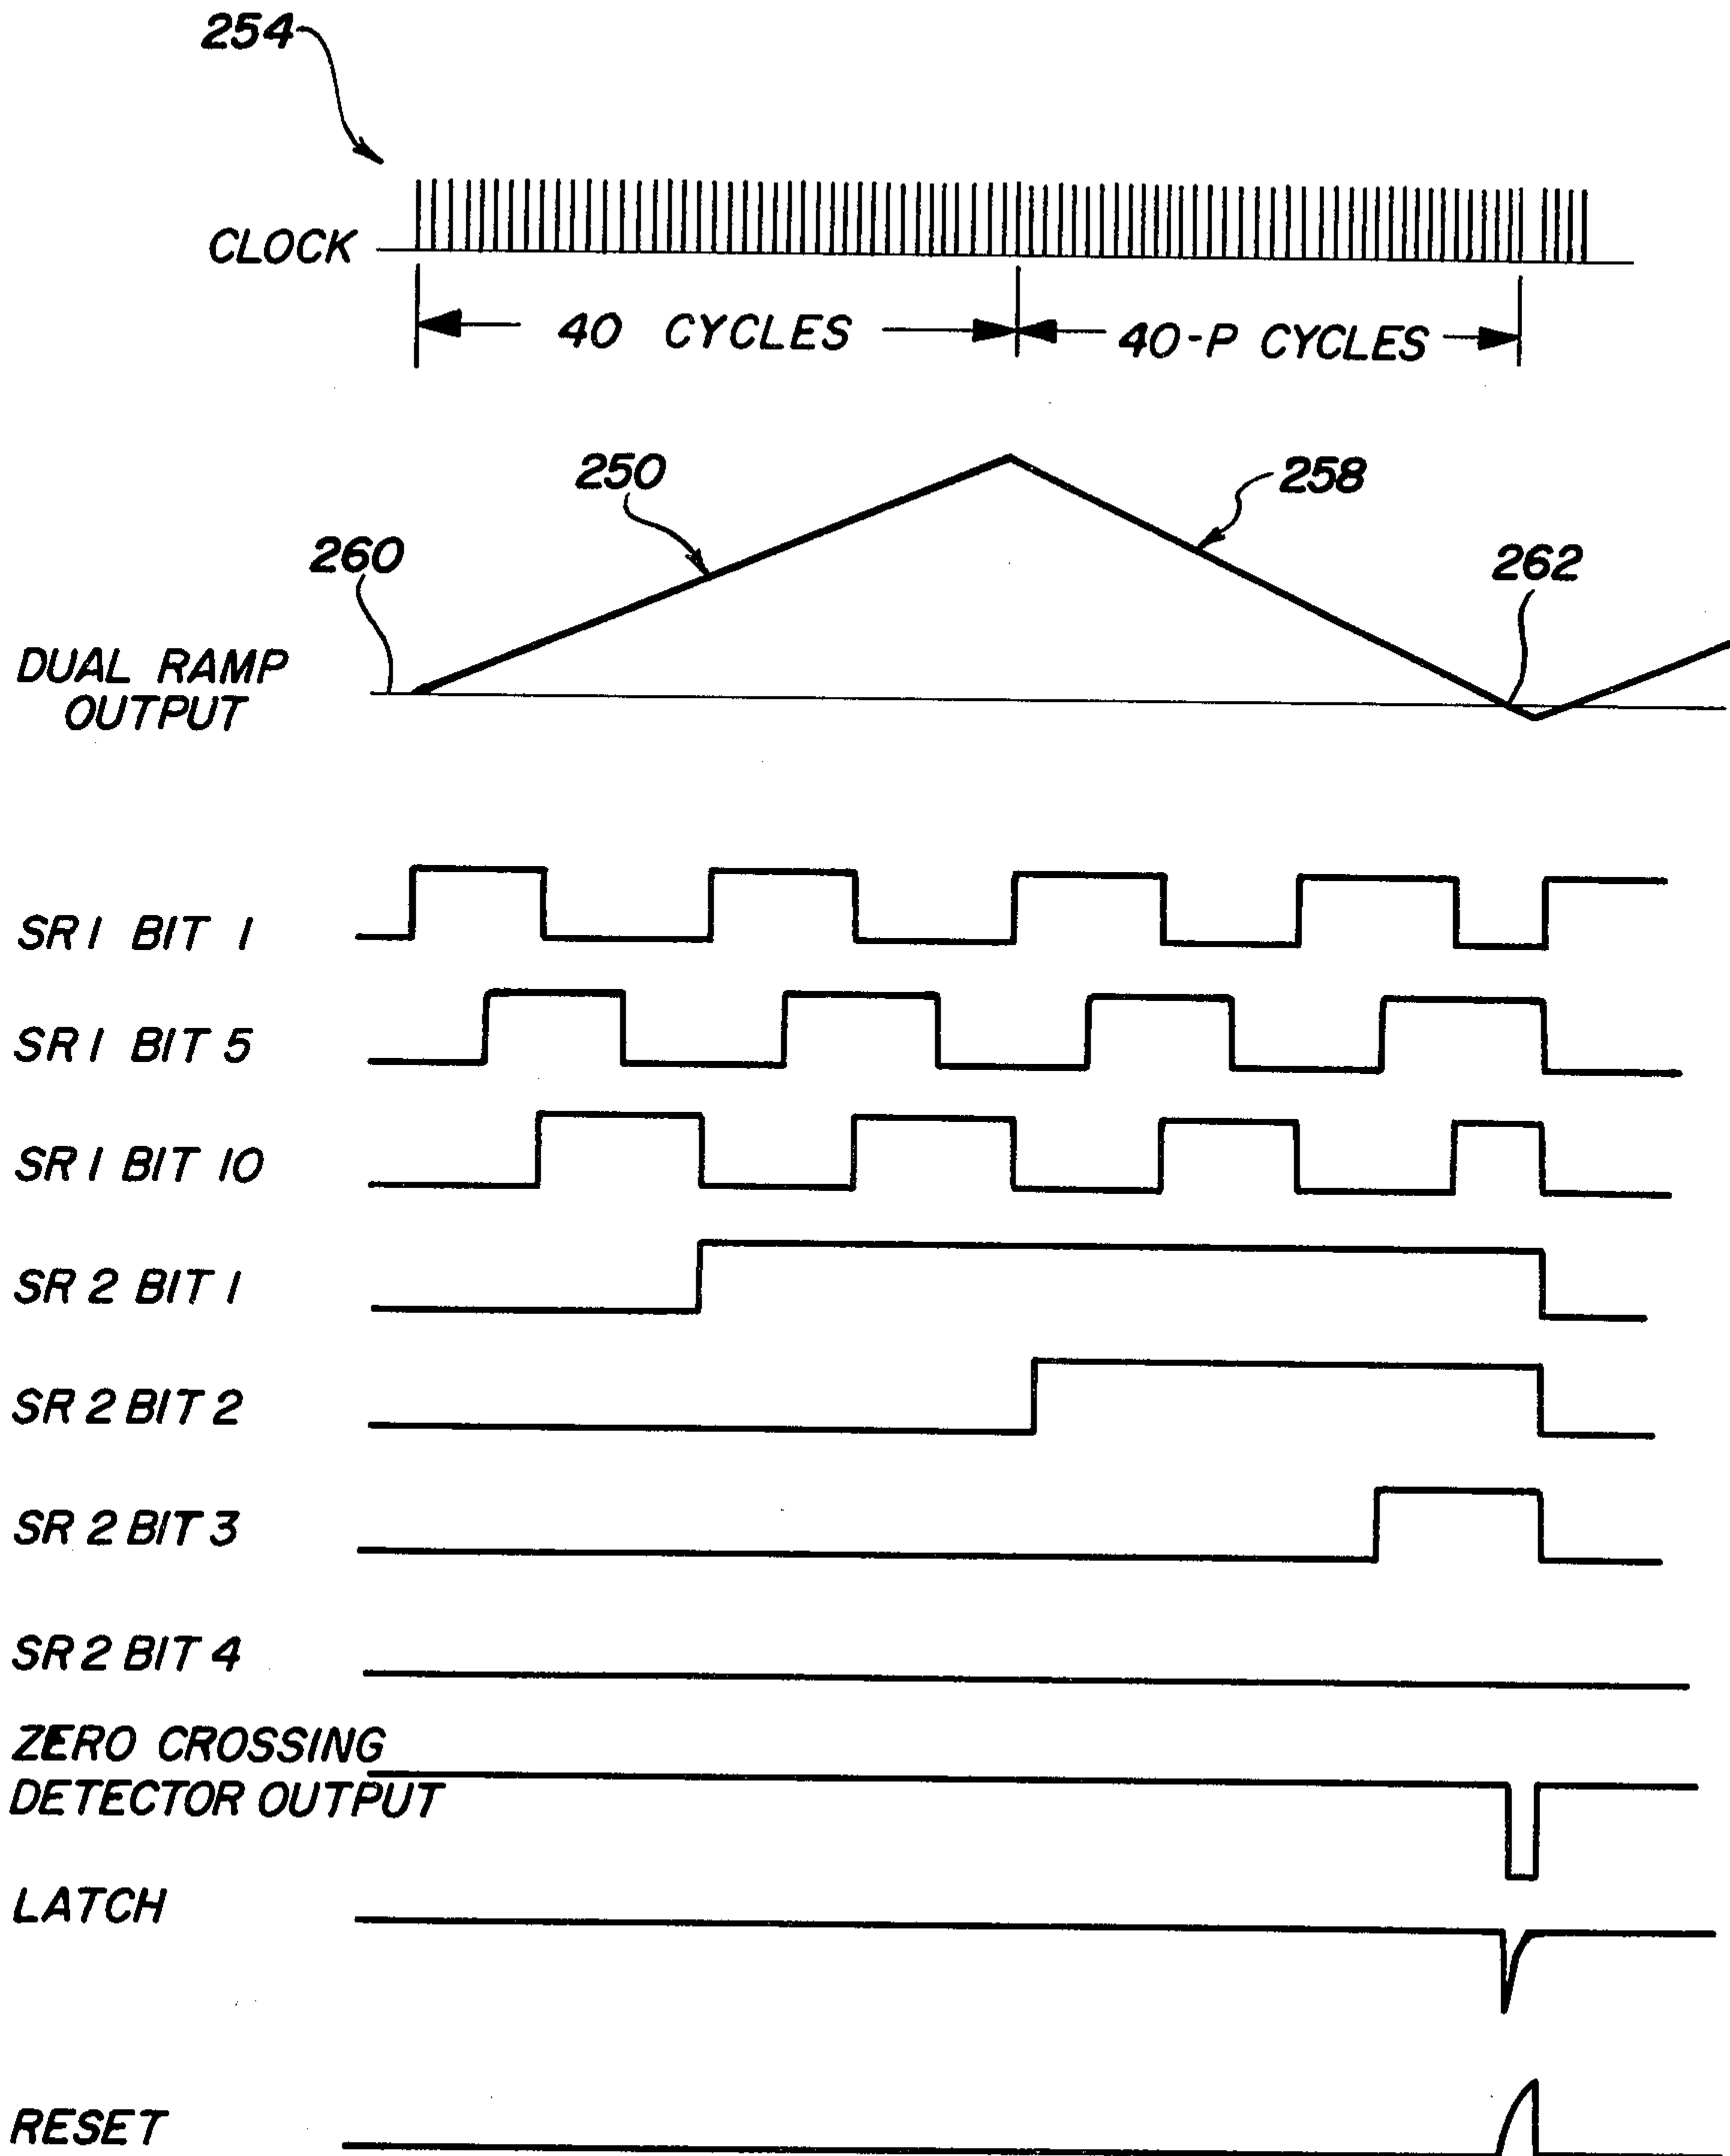 254
CLOCK
40 CYCLES
40-P CYCLES
250
258
260
262
DUAL RAMP
OUTPUT
SR1 BIT 1
SR1 BIT 5
SR1 BIT 10
SR 2 BIT 1
SR 2 BIT 2
SR 2 BIT 3
SR 2 BIT 4
ZERO CROSSING
DETECTOR OUTPUT
LATCH
RESET